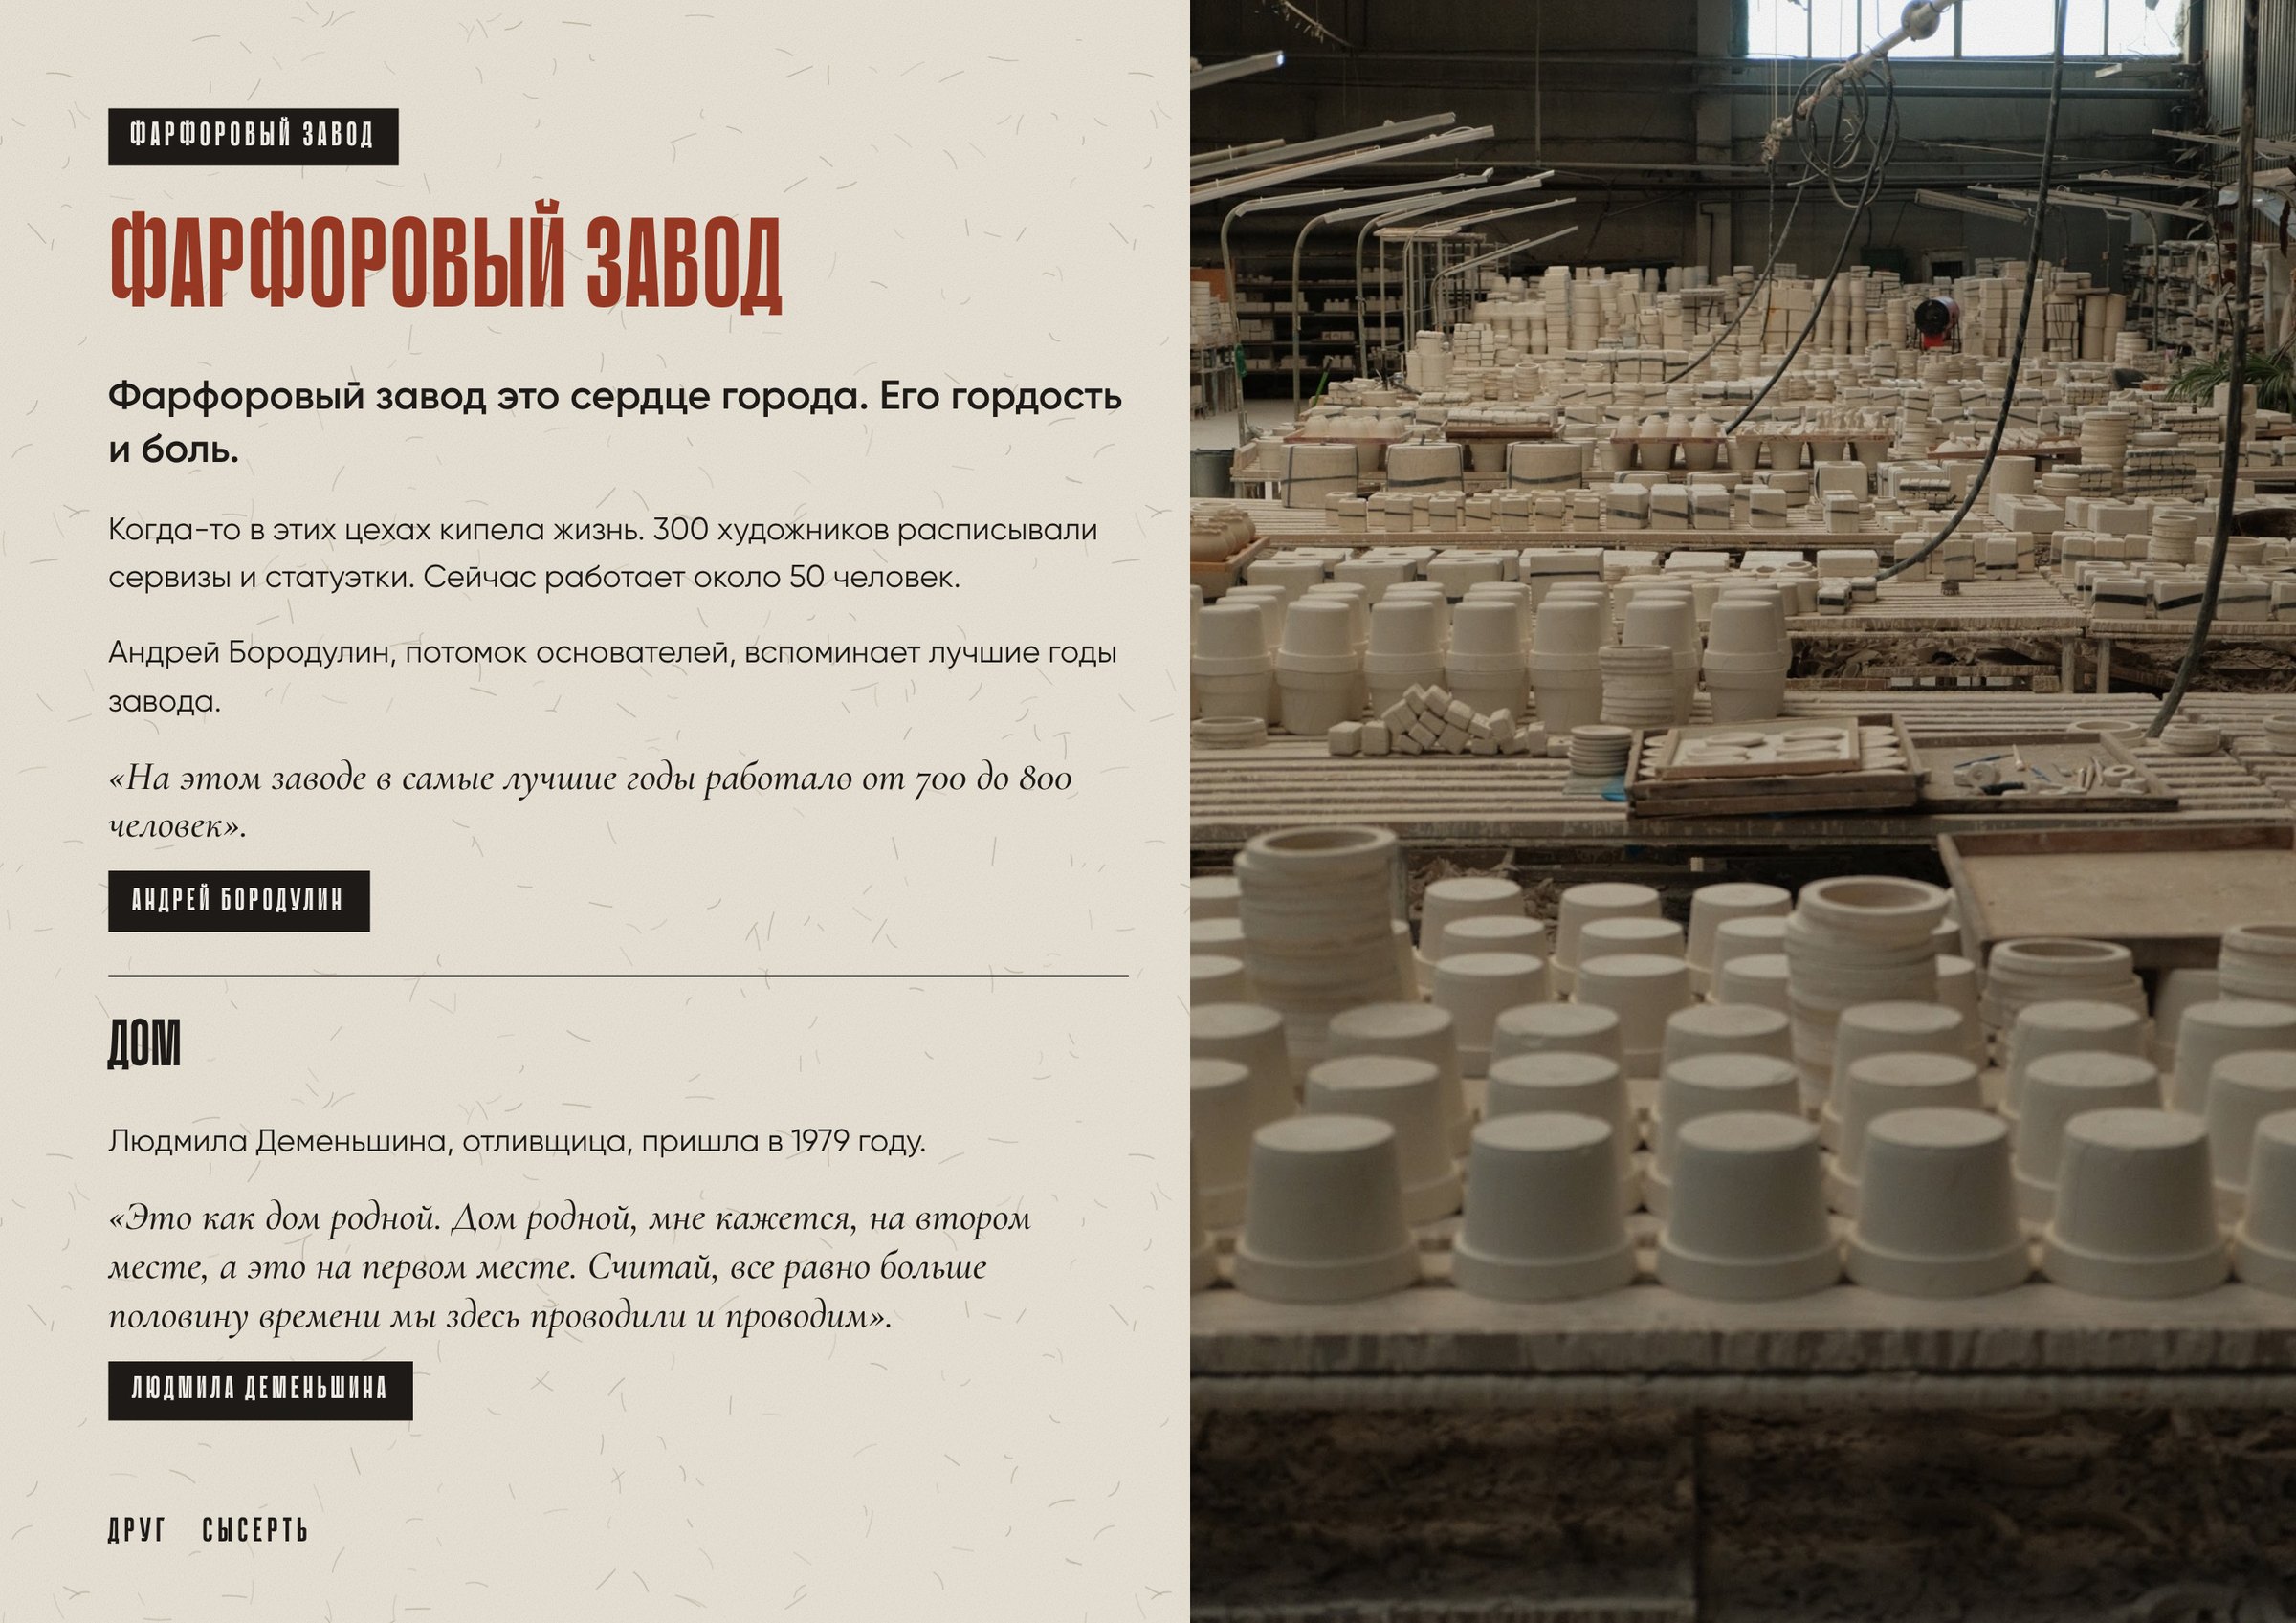 ФАРФОРОВЫЙ ЗАВОД
ФАРФОРОВЫЙ ЗАВОД
Фарфоровый завод это сердце города. Его гордость
и боль.
Когда-то в этих цехах кипела жизнь. 300 художников расписывали
сервизы и статуэтки. Сейчас работает около 50 человек.
Андрей Бородулин, потомок основателей, вспоминает лучшие годы
завода.
«На этом заводе в самые лучшие годы работало от 700 до 800
человек».
АНДРЕЙ БОРОДУЛИН
ДОМ
Людмила Деменьшина, отливщица, пришла в 1979 году.
«Это как дом родной. Дом родной, мне кажется, на втором
месте, а это на первом месте. Считай, все равно больше
половину времени мы здесь проводили и проводим».
ЛЮДМИЛА ДЕМЕНЬШИНА
ДРУГ СЫСЕРТЬ